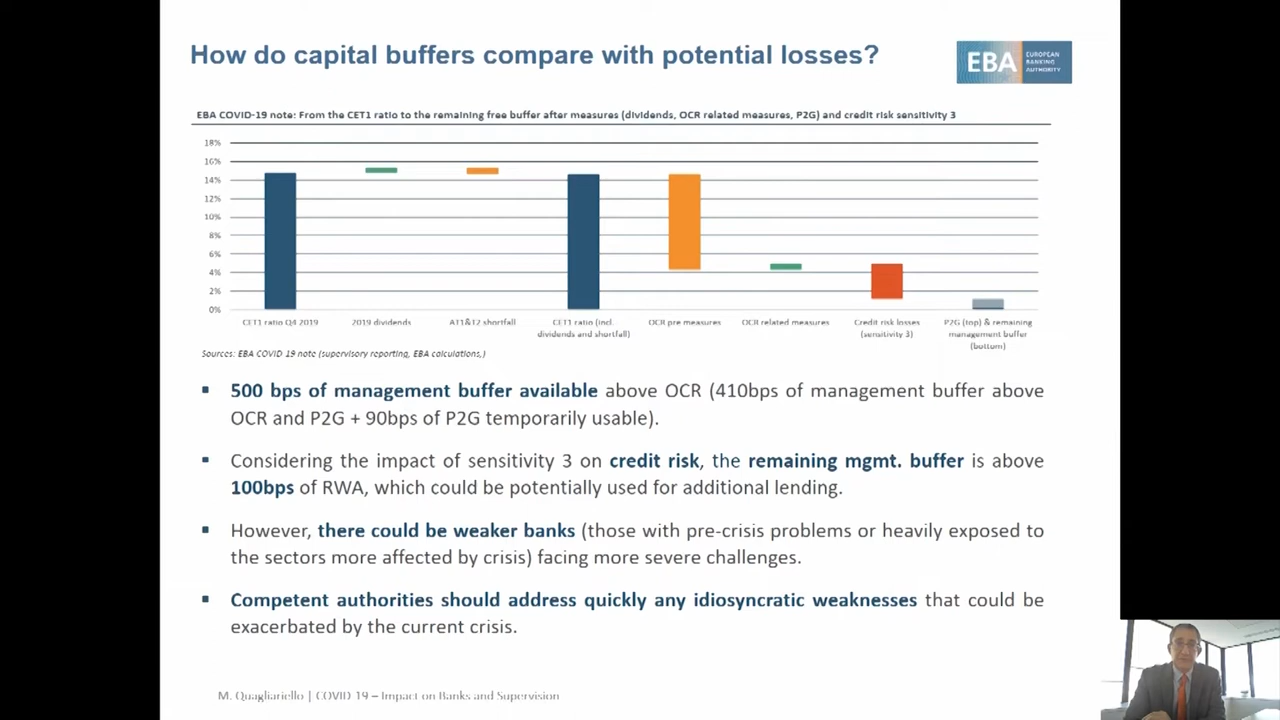 How do capital buffers compare with potential losses?
EBA EUROPEAN
BANKING
AUTHORITY
EBA COVID-19 note: From the CET1 ratio to the remaining free buffer after measures (dividends, OCR related measures, P2G) and credit risk sensitivity 3
18%
16%
14%
12%
10%
8%
6%
4%
2%
0%
CET1 ratio Q4 2019
2019 dividends
AT1&T2 shortfall
CET1 ratio (incl.
dividends and shortfall)
OCR pre measures
OCR related measures
Credit risk losses
(sensitivity 3)
P2G (top) & remaining
management buffer
(bottom)
Sources: EBA COVID 19 note (supervisory reporting, EBA calculations,)
▪ 500 bps of management buffer available above OCR (410bps of management buffer above
OCR and P2G + 90bps of P2G temporarily usable).
▪ Considering the impact of sensitivity 3 on credit risk, the remaining mgmt. buffer is above
100bps of RWA, which could be potentially used for additional lending.
▪ However, there could be weaker banks (those with pre-crisis problems or heavily exposed to
the sectors more affected by crisis) facing more severe challenges.
▪ Competent authorities should address quickly any idiosyncratic weaknesses that could be
exacerbated by the current crisis.
M. Quagliariello | COVID 19 – Impact on Banks and Supervision